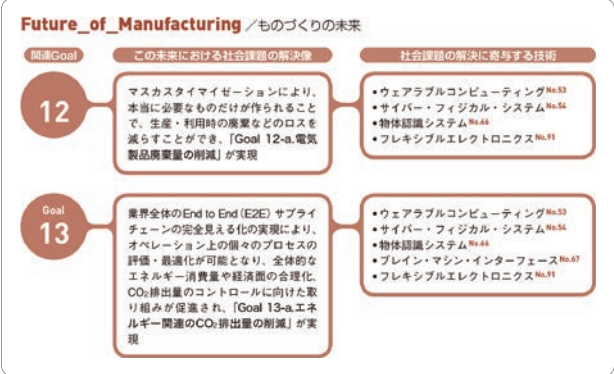 Future_of_Manufacturing ／ものづくりの未来
関連Goal
この未来における社会課題の解決像
社会課題の解決に寄与する技術
12
マスカスタイマイゼーションにより、
本当に必要なものだけが作られること
で、生産・利用時の廃棄などのロスを
減らすことができ、「Goal 12-a.電気
製品廃棄量の削減」が実現
•ウェアラブルコンピューティングNo.53
•サイバー・フィジカル・システムNo.54
•物体認識システムNo.66
•フレキシブルエレクトロニクスNo.91
Goal
13
業界全体のEnd to End（E2E）サプライ
チェーンの完全見える化の実現により、
オペレーション上の個々のプロセスの
評価・最適化が可能となり、全体的な
エネルギー消費量や経済面の合理化、
CO₂排出量のコントロールに向けた取
り組みが促進され、「Goal 13-a.エネ
ルギー関連のCO₂排出量の削減」が実
現
•ウェアラブルコンピューティングNo.53
•サイバー・フィジカル・システムNo.54
•物体認識システムNo.66
•ブレイン・マシン・インターフェースNo.67
•フレキシブルエレクトロニクスNo.91